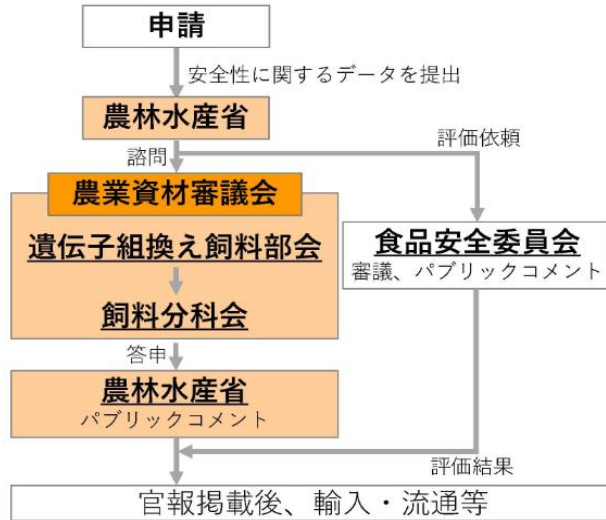 申請
安全性に関するデータを提出
農林水産省
諮問
評価依頼
農業資材審議会
遺伝子組換え飼料部会
飼料分科会
食品安全委員会
審議、パブリックコメント
答申
農林水産省
パブリックコメント
評価結果
官報掲載後、輸入・流通等